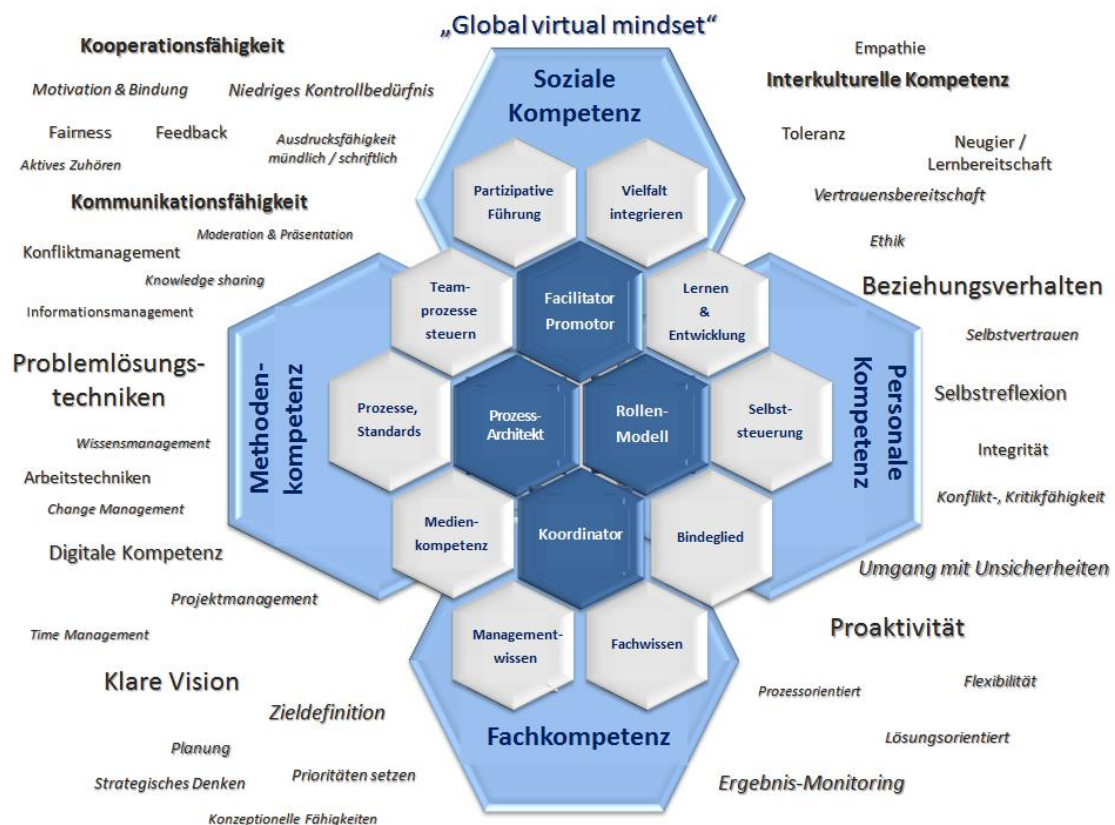 „Global virtual mindset“
Kooperationsfähigkeit
Motivation & Bindung
Niedriges Kontrollbedürfnis
Fairness
Feedback
Ausdrucksfähigkeit
mündlich / schriftlich
Aktives Zuhören
Kommunikationsfähigkeit
Moderation & Präsentation
Konfliktmanagement
Knowledge sharing
Informationsmanagement
Problemlösungs-
techniken
Wissensmanagement
Arbeitstechniken
Change Management
Digitale Kompetenz
Projektmanagement
Time Management
Klare Vision
Zieldefinition
Planung
Strategisches Denken
Prioritäten setzen
Konzeptionelle Fähigkeiten
Soziale
Kompetenz
Partizipative
Führung
Vielfalt
integrieren
Team-
prozesse
steuern
Facilitator
Promotor
Lernen
&
Entwicklung
Methoden-
kompetenz
Prozesse,
Standards
Prozess-
Architekt
Rollen-
Modell
Selbst-
steuerung
Personale
Kompetenz
Medien-
kompetenz
Koordinator
Bindeglied
Management-
wissen
Fachwissen
Fachkompetenz
Empathie
Interkulturelle Kompetenz
Toleranz
Neugier /
Lernbereitschaft
Vertrauensbereitschaft
Ethik
Beziehungsverhalten
Selbstvertrauen
Selbstreflexion
Integrität
Konflikt-, Kritikfähigkeit
Umgang mit Unsicherheiten
Proaktivität
Prozessorientiert
Flexibilität
Lösungsorientiert
Ergebnis-Monitoring